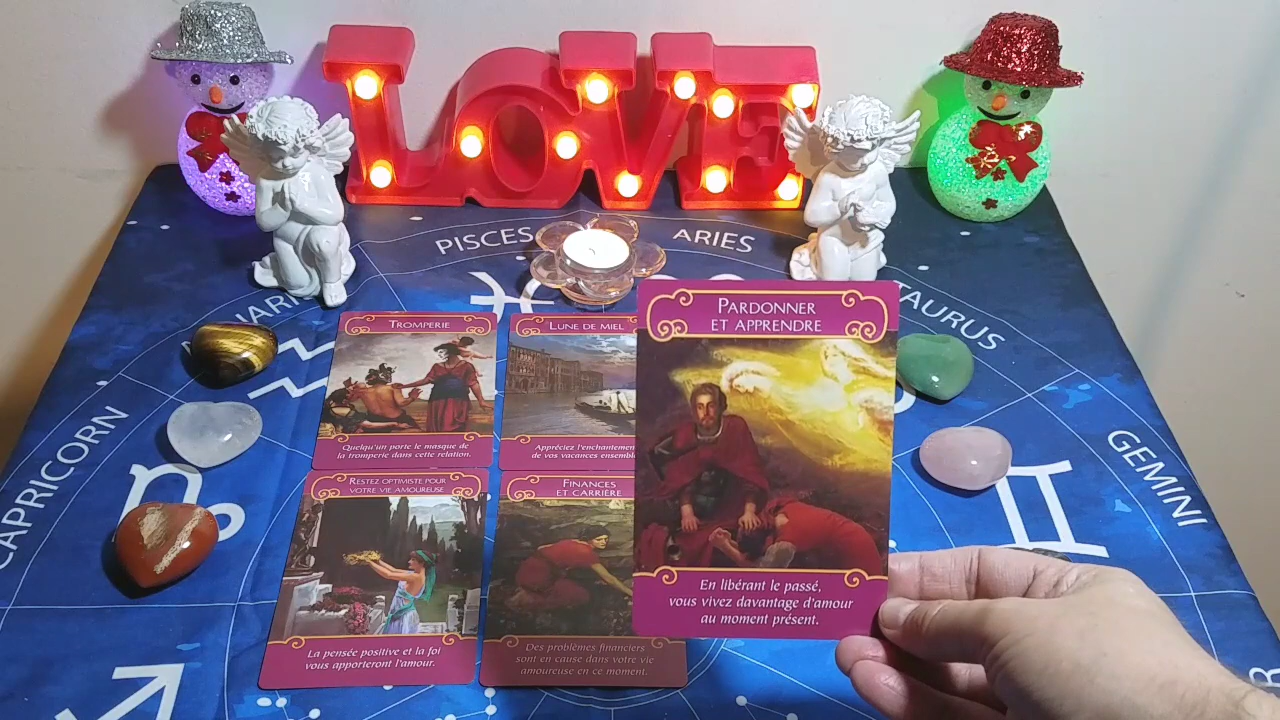 LOVE
PISCES
ARIES
TAURUS
GEMINI
CAPRICORN
TROMPERIE
Quelqu'un porte le masque de
la tromperie dans cette relation.
LUNE DE MIEL
Appréciez l'enchantement
de vos vacances ensemble
PARDONNER
ET APPRENDRE
En libérant le passé,
vous vivez davantage d'amour
au moment présent.
RESTEZ OPTIMISTE POUR
VOTRE VIE AMOUREUSE
La pensée positive et la foi
vous apporteront l'amour.
FINANCES
ET CARRIÈRE
Des problèmes financiers
sont en cause dans votre vie
amoureuse en ce moment.